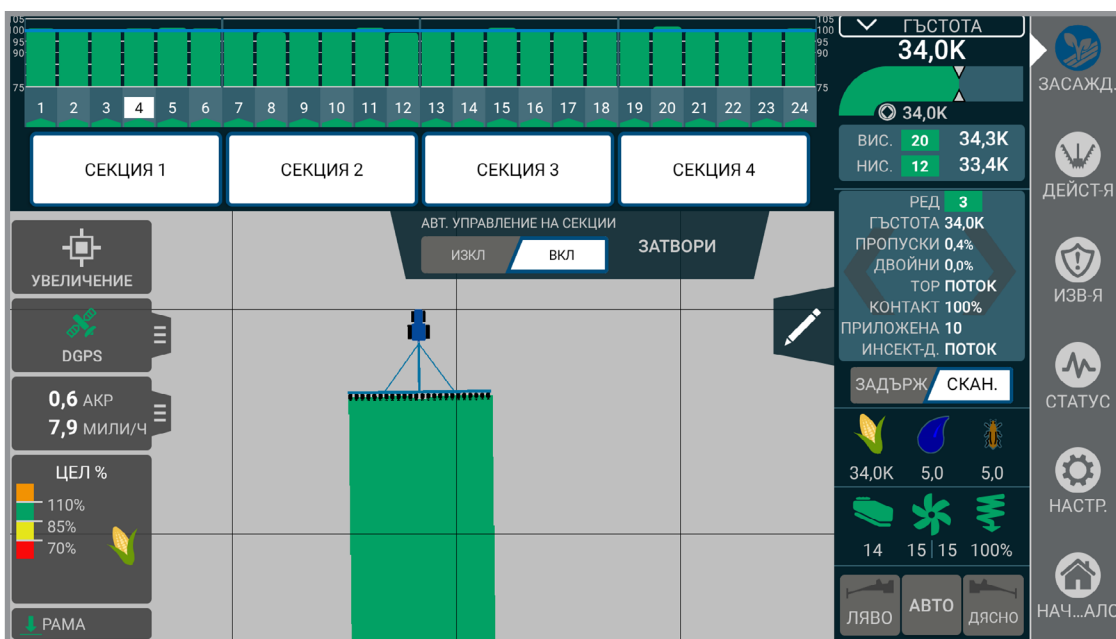 105
100
95
90
75
105
100
95
90
75
1 2 3 4 5 6 7 8 9 10 11 12 13 14 15 16 17 18 19 20 21 22 23 24
СЕКЦИЯ 1 СЕКЦИЯ 2 СЕКЦИЯ 3 СЕКЦИЯ 4
АВТ. УПРАВЛЕНИЕ НА СЕКЦИИ
ИЗКЛ ВКЛ ЗАТВОРИ
УВЕЛИЧЕНИЕ
DGPS
0,6 АКР
7,9 МИЛИ/Ч
ЦЕЛ %
110%
85%
70%
РАМА
ГЪСТОТА
34,0K
34,0K
ВИС. 20 34,3K
НИС. 12 33,4K
РЕД 3
ГЪСТОТА 34,0K
ПРОПУСКИ 0,4%
ДВОЙНИ 0,0%
ТОР ПОТОК
КОНТАКТ 100%
ПРИЛОЖЕНА 10
ИНСЕКТ-Д. ПОТОК
ЗАДЪРЖ СКАН.
34,0K 5,0 5,0
14 15 15 100%
ЛЯВО АВТО ДЯСНО
ЗАСАЖД.
ДЕЙСТ-Я
ИЗВ-Я
СТАТУС
НАСТР.
НАЧ...АЛО